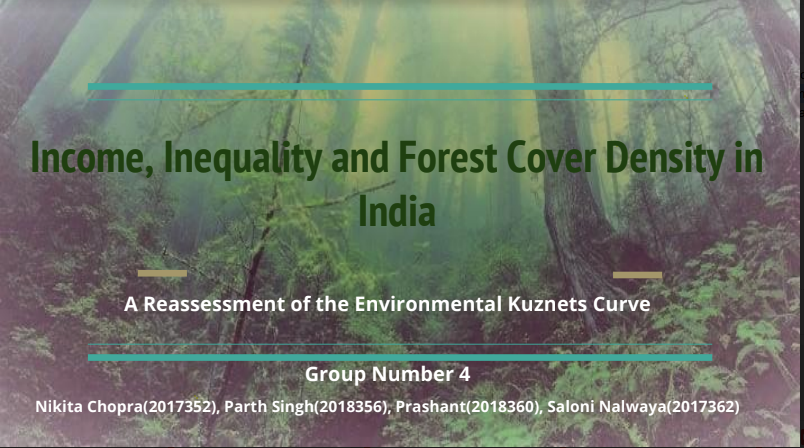 Income, Inequality and Forest Cover Density in
India
A Reassessment of the Environmental Kuznets Curve
Group Number 4
Nikita Chopra(2017352), Parth Singh(2018356), Prashant(2018360), Saloni Nalwaya(2017362)